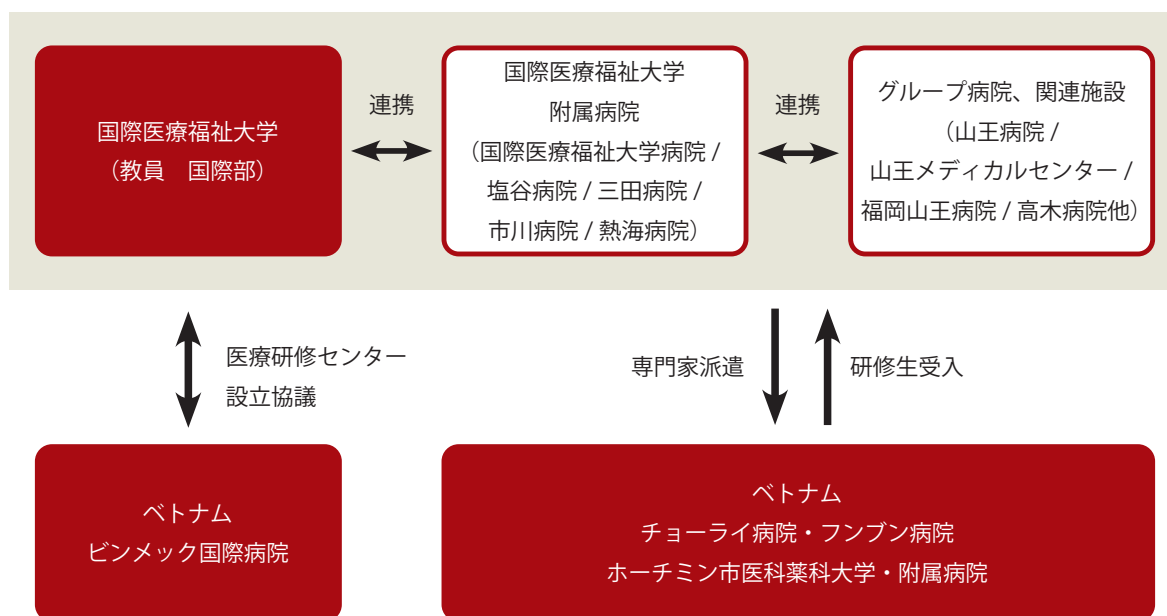 国際医療福祉大学
（教員　国際部）
連携
国際医療福祉大学
附属病院
（国際医療福祉大学病院 /
塩谷病院 / 三田病院 /
市川病院 / 熱海病院）
連携
グループ病院、関連施設
（山王病院 /
山王メディカルセンター /
福岡山王病院 / 高木病院他）
医療研修センター
設立協議
専門家派遣
研修生受入
ベトナム
ビンメック国際病院
ベトナム
チョーライ病院・フンブン病院
ホーチミン市医科薬科大学・附属病院